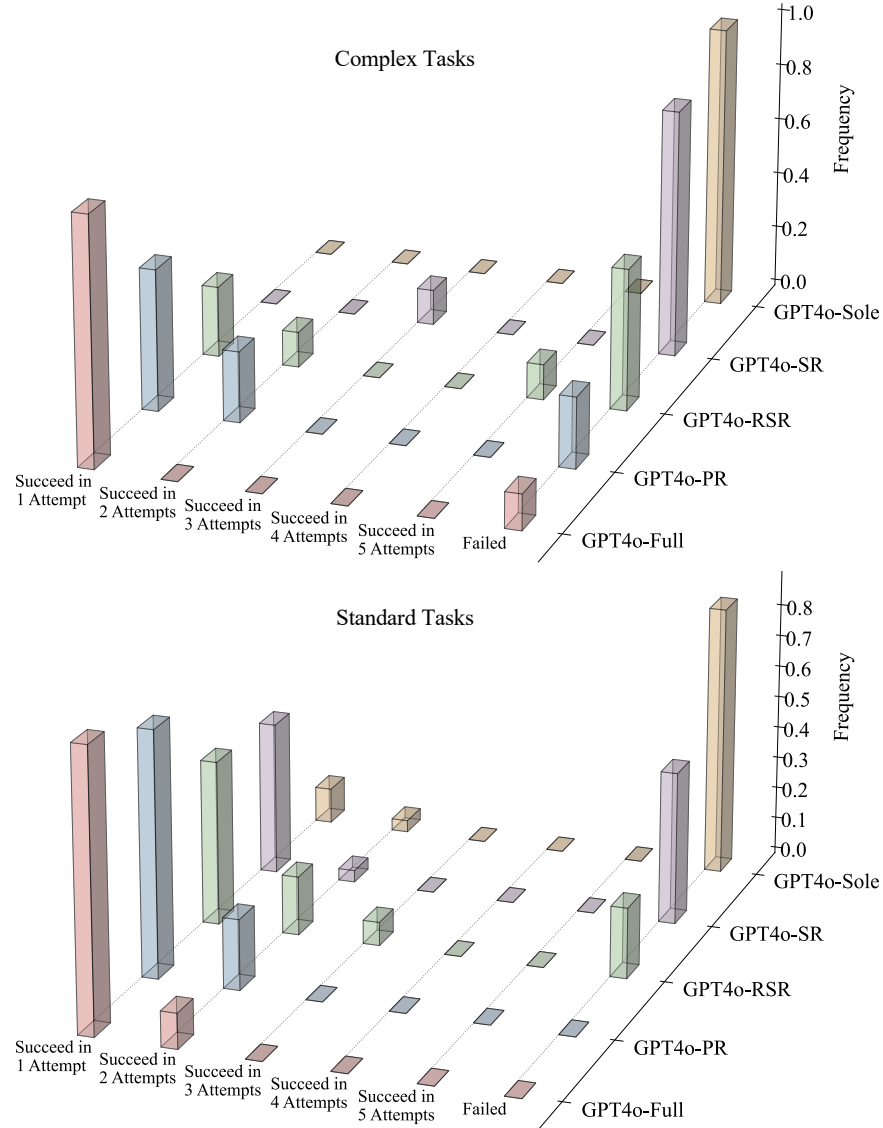 Complex Tasks
1.0
0.8
0.6
0.4
0.2
0.0
Frequency
GPT4o-Sole
GPT4o-SR
GPT4o-RSR
GPT4o-PR
GPT4o-Full
Succeed in
1 Attempt
Succeed in
2 Attempts
Succeed in
3 Attempts
Succeed in
4 Attempts
Succeed in
5 Attempts
Failed
Standard Tasks
0.8
0.7
0.6
0.5
0.4
0.3
0.2
0.1
0.0
Frequency
GPT4o-Sole
GPT4o-SR
GPT4o-RSR
GPT4o-PR
GPT4o-Full
Succeed in
1 Attempt
Succeed in
2 Attempts
Succeed in
3 Attempts
Succeed in
4 Attempts
Succeed in
5 Attempts
Failed